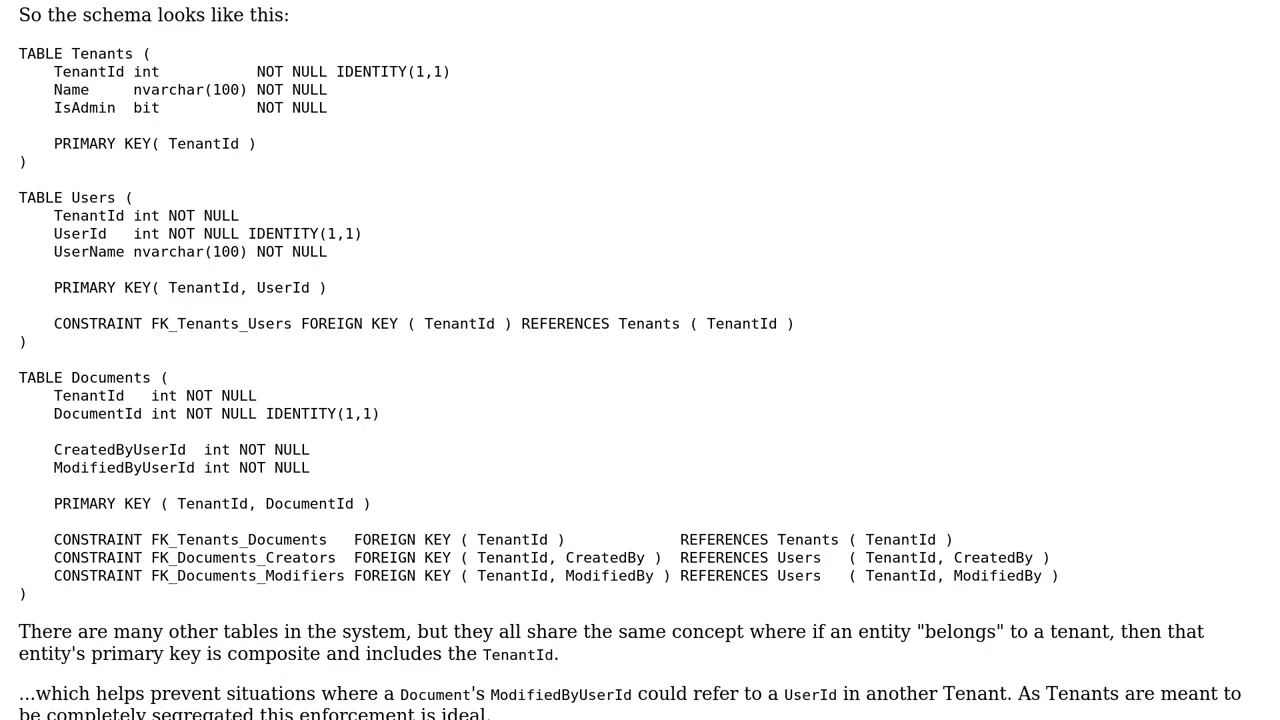 So the schema looks like this:
TABLE Tenants (
    TenantId int           NOT NULL IDENTITY(1,1)
    Name     nvarchar(100) NOT NULL
    IsAdmin  bit           NOT NULL
    PRIMARY KEY( TenantId )
)
TABLE Users (
    TenantId int NOT NULL
    UserId   int NOT NULL IDENTITY(1,1)
    UserName nvarchar(100) NOT NULL
    PRIMARY KEY( TenantId, UserId )
    CONSTRAINT FK_Tenants_Users FOREIGN KEY ( TenantId ) REFERENCES Tenants ( TenantId )
)
TABLE Documents (
    TenantId   int NOT NULL
    DocumentId int NOT NULL IDENTITY(1,1)
    CreatedByUserId  int NOT NULL
    ModifiedByUserId int NOT NULL
    PRIMARY KEY ( TenantId, DocumentId )
    CONSTRAINT FK_Tenants_Documents   FOREIGN KEY ( TenantId )             REFERENCES Tenants ( TenantId )
    CONSTRAINT FK_Documents_Creators  FOREIGN KEY ( TenantId, CreatedBy )  REFERENCES Users   ( TenantId, CreatedBy )
    CONSTRAINT FK_Documents_Modifiers FOREIGN KEY ( TenantId, ModifiedBy ) REFERENCES Users   ( TenantId, ModifiedBy )
)
There are many other tables in the system, but they all share the same concept where if an entity "belongs" to a tenant, then that
entity's primary key is composite and includes the TenantId.
...which helps prevent situations where a Document's ModifiedByUserId could refer to a UserId in another Tenant. As Tenants are meant to
be completely segregated this enforcement is ideal.